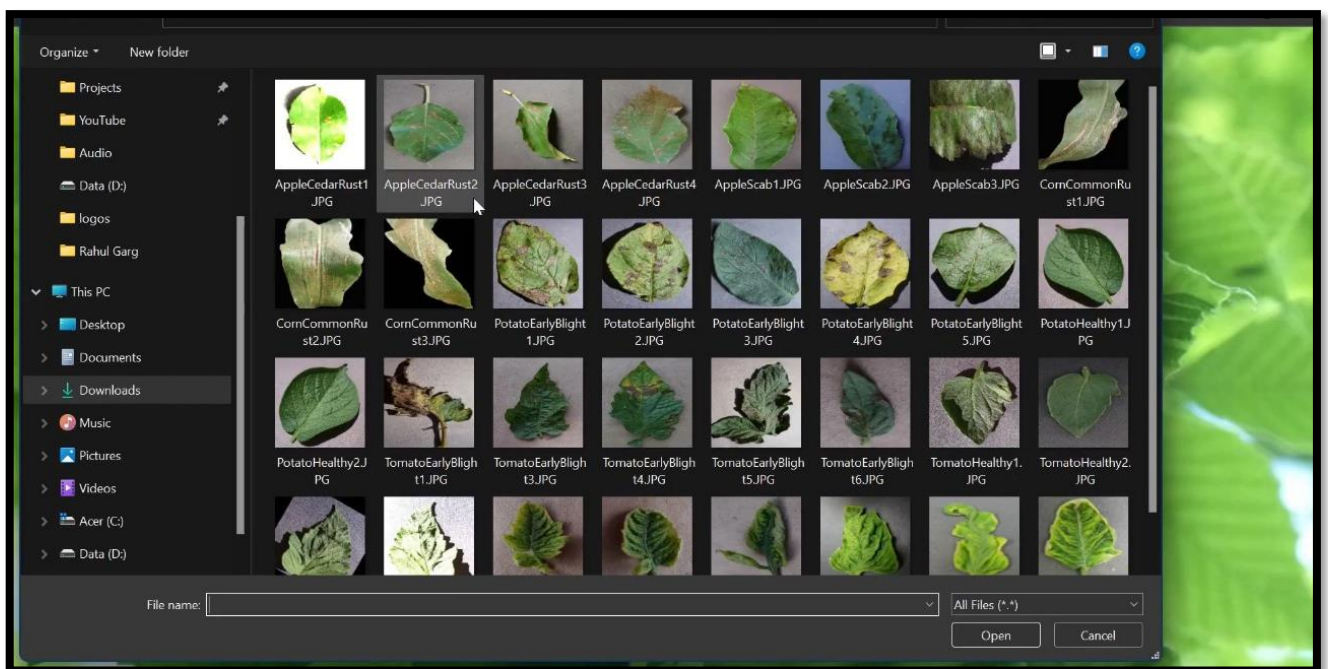 Organize
New folder
Projects
YouTube
Audio
Data (D:)
logos
Rahul Garg
This PC
Desktop
Documents
Downloads
Music
Pictures
Videos
Acer (C:)
Data (D:)
AppleCedarRust1
.JPG
AppleCedarRust2
.JPG
AppleCedarRust3
.JPG
AppleCedarRust4
.JPG
AppleScab1.JPG
AppleScab2.JPG
AppleScab3.JPG
CornCommonRu
st1.JPG
CornCommonRu
st2.JPG
CornCommonRu
st3.JPG
PotatoEarlyBlight
1.JPG
PotatoEarlyBlight
2.JPG
PotatoEarlyBlight
3.JPG
PotatoEarlyBlight
4.JPG
PotatoEarlyBlight
5.JPG
PotatoHealthy1.J
PG
PotatoHealthy2.J
PG
TomatoEarlyBligh
t1.JPG
TomatoEarlyBligh
t3.JPG
TomatoEarlyBligh
t4.JPG
TomatoEarlyBligh
t5.JPG
TomatoEarlyBligh
t6.JPG
TomatoHealthy1.
JPG
TomatoHealthy2.
JPG
File name:
All Files (*.*)
Open
Cancel